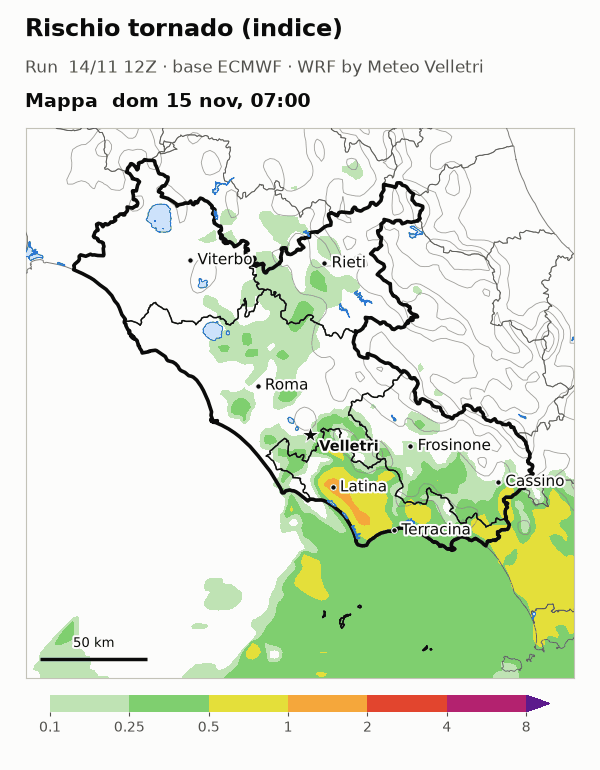 Rischio tornado (indice)
Run  14/11 12Z · base ECMWF · WRF by Meteo Velletri
Mappa  dom 15 nov, 07:00
Viterbo
Rieti
Roma
Velletri
Frosinone
Latina
Cassino
Terracina
50 km
0.1 0.25 0.5 1 2 4 8